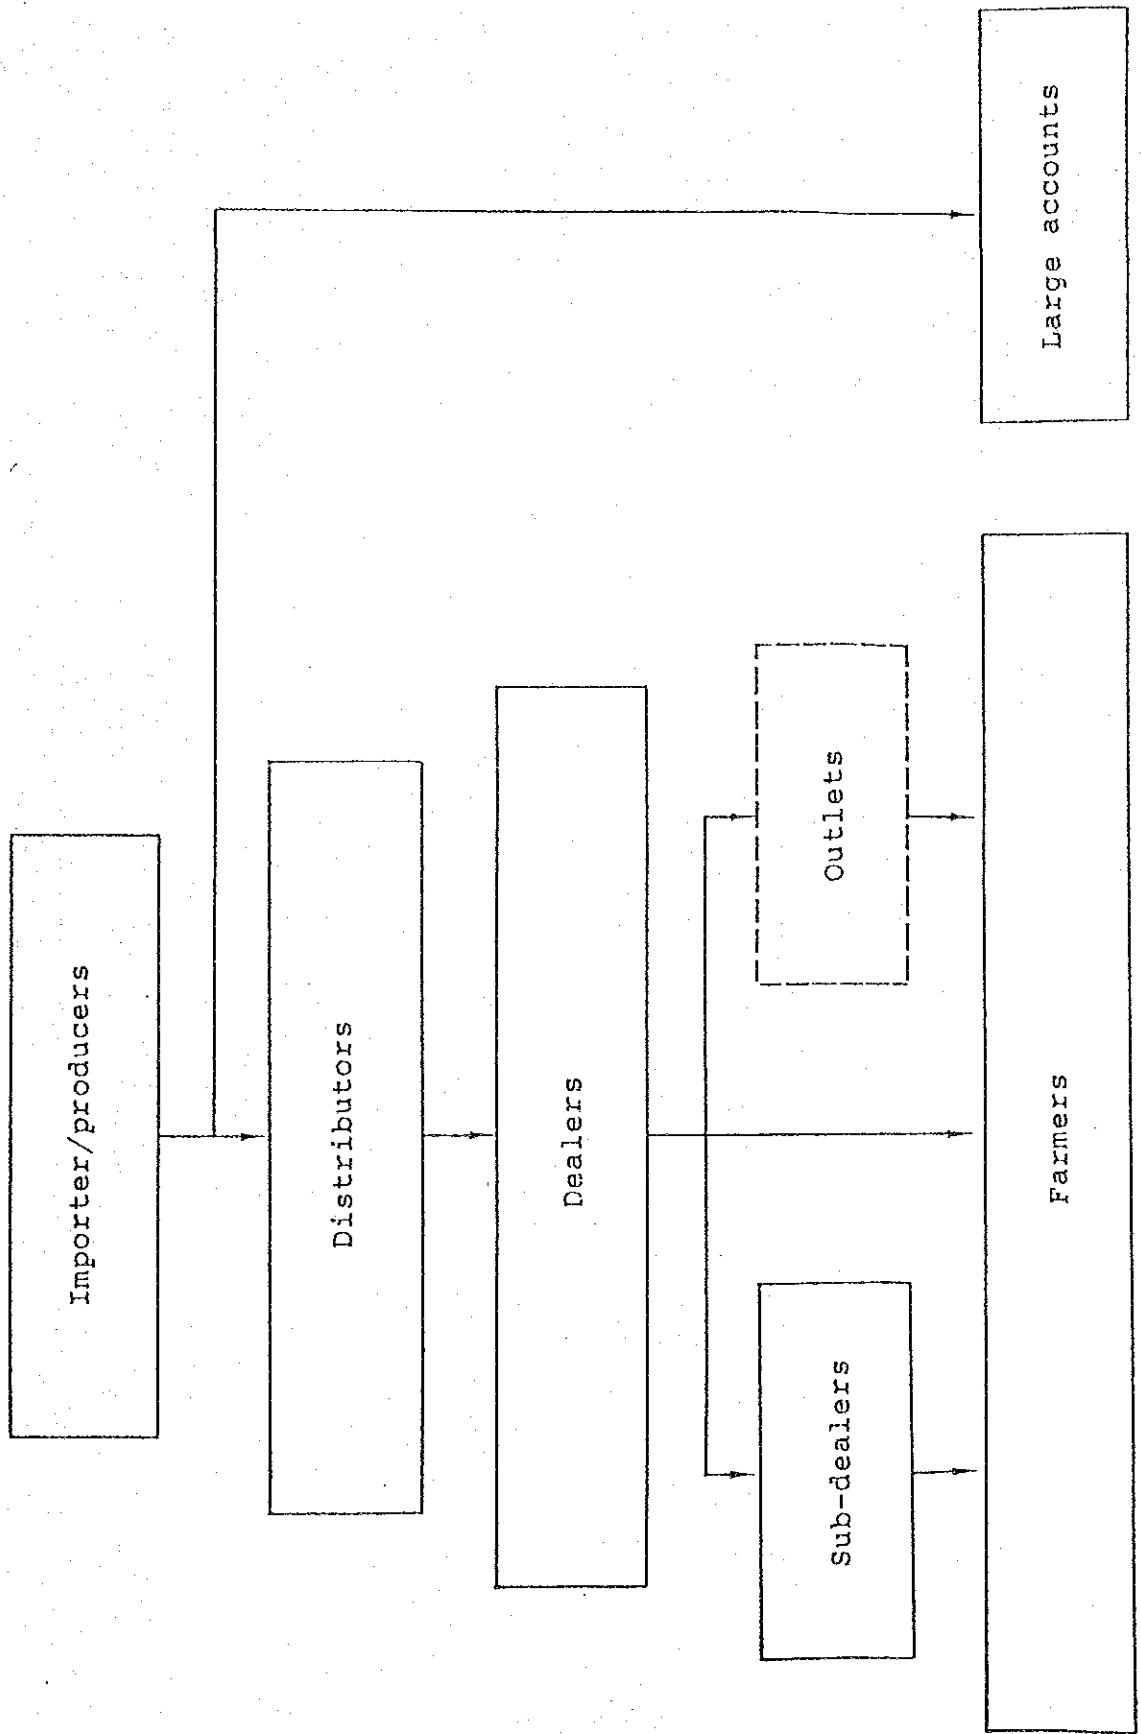 Importer/producers
Distributors
Dealers
Sub-dealers
Outlets
Farmers
Large accounts